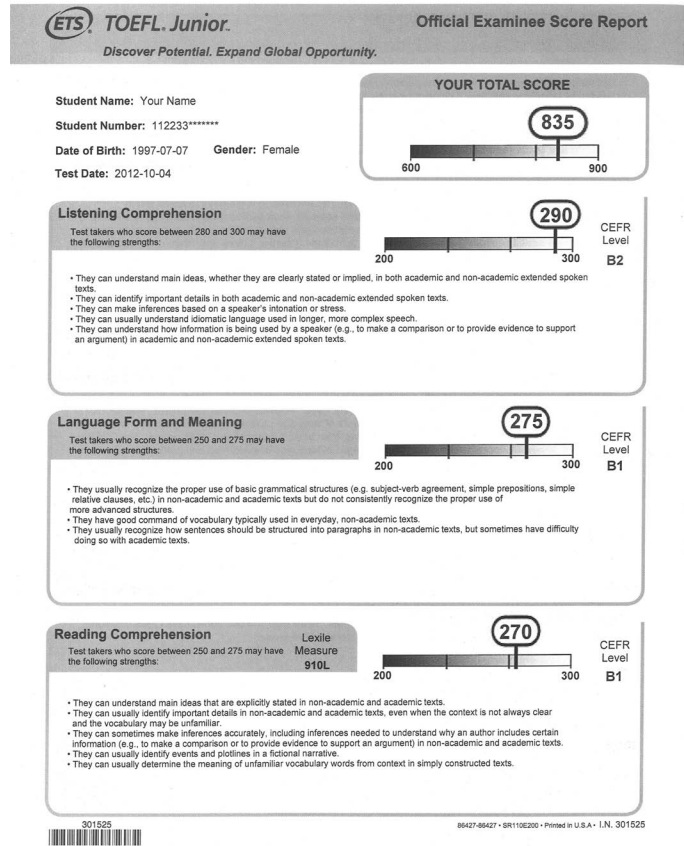 ETS® TOEFL® Junior™ Official Examinee Score Report
Discover Potential. Expand Global Opportunity.
YOUR TOTAL SCORE
Student Name: Your Name
Student Number: 112233*******
Date of Birth: 1997-07-07 Gender: Female
Test Date: 2012-10-04
835
600 900
Listening Comprehension
Test takers who score between 280 and 300 may have
the following strengths:
290
200 300
CEFR
Level
B2
• They can understand main ideas, whether they are clearly stated or implied, in both academic and non-academic extended spoken
texts.
• They can identify important details in both academic and non-academic extended spoken texts.
• They can make inferences based on a speaker's intonation or stress.
• They can usually understand idiomatic language used in longer, more complex speech.
• They can understand how information is being used by a speaker (e.g., to make a comparison or to provide evidence to support
an argument) in academic and non-academic extended spoken texts.
Language Form and Meaning
Test takers who score between 250 and 275 may have
the following strengths:
275
200 300
CEFR
Level
B1
• They usually recognize the proper use of basic grammatical structures (e.g. subject-verb agreement, simple prepositions, simple
relative clauses, etc.) in non-academic and academic texts but do not consistently recognize the proper use of
more advanced structures.
• They have good command of vocabulary typically used in everyday, non-academic texts.
• They usually recognize how sentences should be structured into paragraphs in non-academic texts, but sometimes have difficulty
doing so with academic texts.
Reading Comprehension
Test takers who score between 250 and 275 may have
the following strengths:
Lexile
Measure
910L
270
200 300
CEFR
Level
B1
• They can understand main ideas that are explicitly stated in non-academic and academic texts.
• They can usually identify important details in non-academic and academic texts, even when the context is not always clear
and the vocabulary may be unfamiliar.
• They can sometimes make inferences accurately, including inferences needed to understand why an author includes certain
information (e.g., to make a comparison or to provide evidence to support an argument) in non-academic and academic texts.
• They can usually identify events and plotlines in a fictional narrative.
• They can usually determine the meaning of unfamiliar vocabulary words from context in simply constructed texts.
301525
86427-86427 • SR110E200 • Printed in U.S.A • I.N. 301525